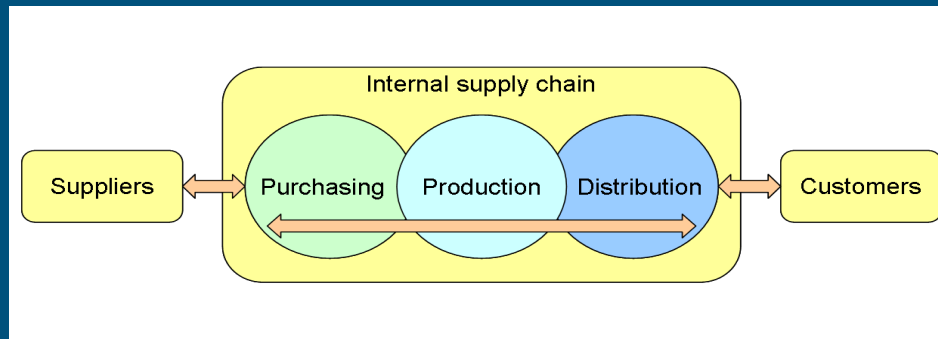 Internal supply chain
Suppliers
Purchasing
Production
Distribution
Customers